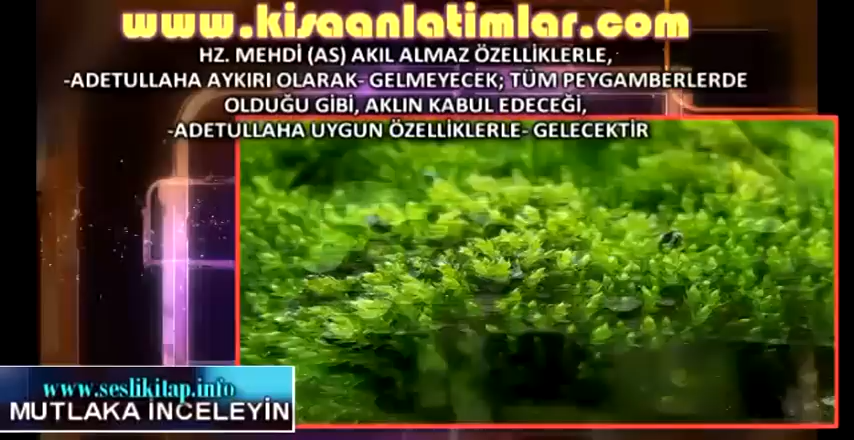 www.kisaanlatimlar.com
HZ. MEHDİ (AS) AKIL ALMAZ ÖZELLİKLERLE,
-ADETULLAHA AYKIRI OLARAK- GELMEYECEK; TÜM PEYGAMBERLERDE
OLDUĞU GİBİ, AKLIN KABUL EDECEĞİ,
-ADETULLAHA UYGUN ÖZELLİKLERLE- GELECEKTİR
www.seslikitap.info
MUTLAKA İNCELEYİN